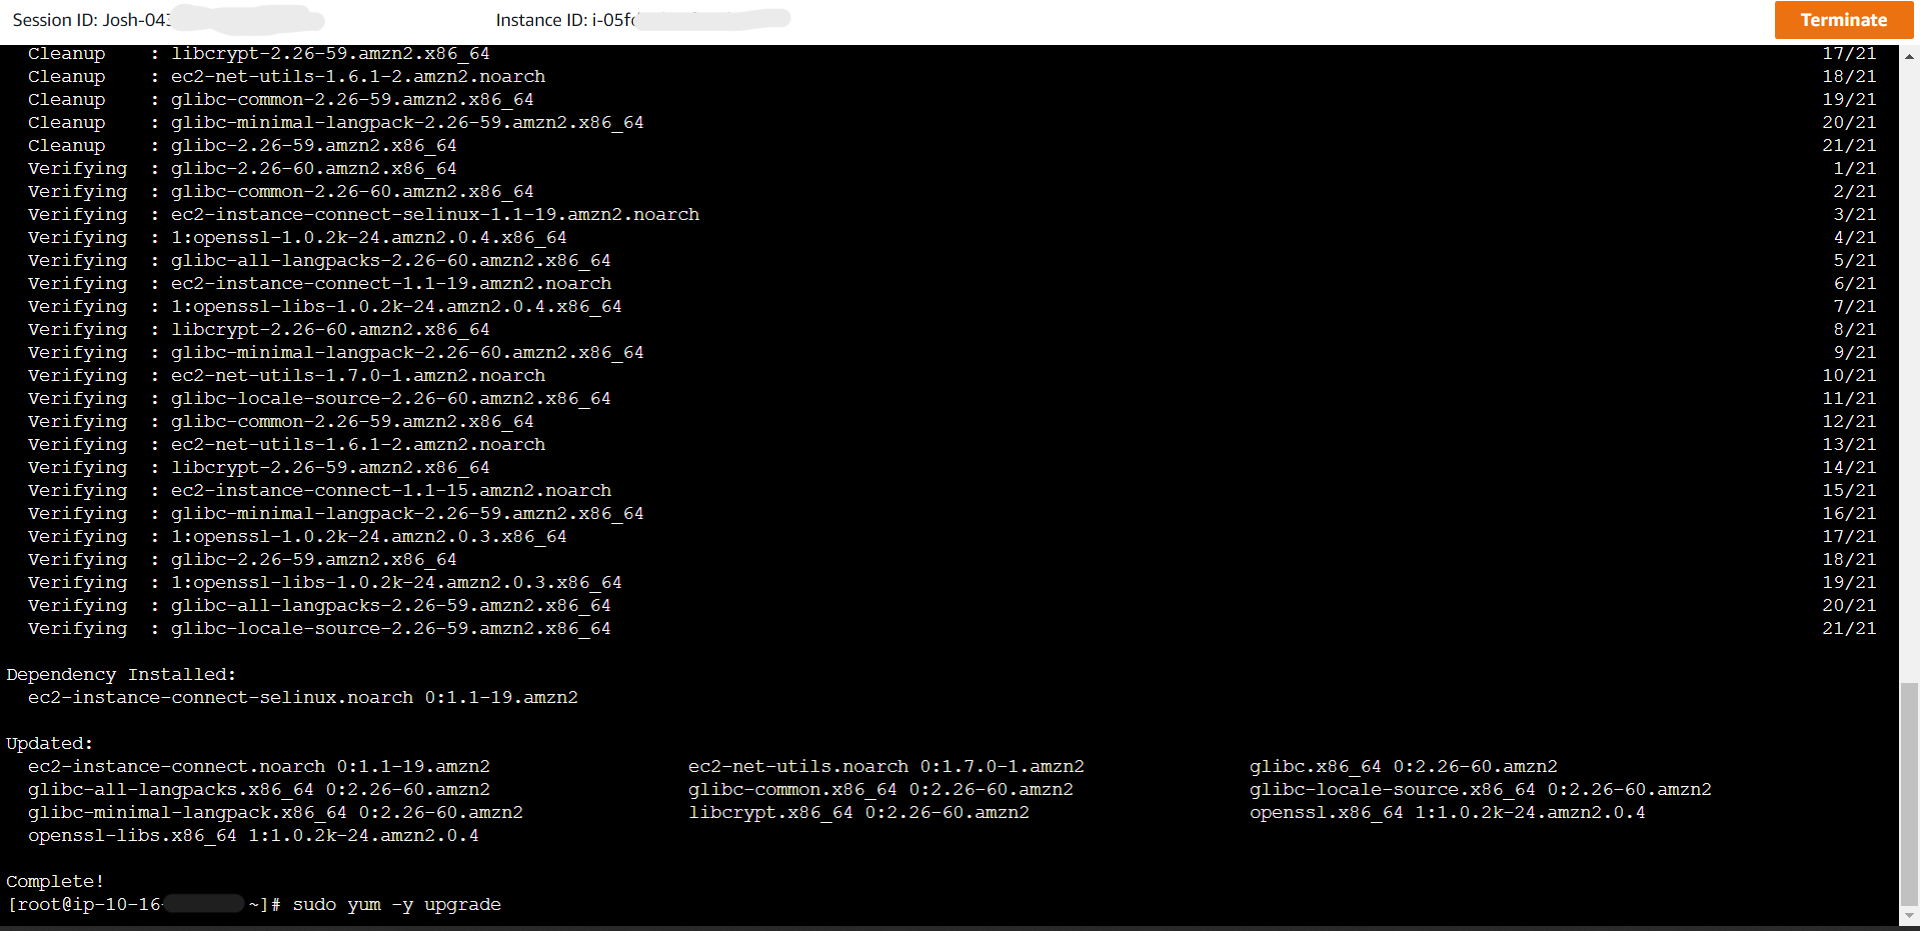 Session ID: Josh-043 Instance ID: i-05f Terminate
Cleanup : libcrypt-2.26-59.amzn2.x86_64 17/21
Cleanup : ec2-net-utils-1.6.1-2.amzn2.noarch 18/21
Cleanup : glibc-common-2.26-59.amzn2.x86_64 19/21
Cleanup : glibc-minimal-langpack-2.26-59.amzn2.x86_64 20/21
Cleanup : glibc-2.26-59.amzn2.x86_64 21/21
Verifying : glibc-2.26-60.amzn2.x86_64 1/21
Verifying : glibc-common-2.26-60.amzn2.x86_64 2/21
Verifying : ec2-instance-connect-selinux-1.1-19.amzn2.noarch 3/21
Verifying : 1:openssl-1.0.2k-24.amzn2.0.4.x86_64 4/21
Verifying : glibc-all-langpacks-2.26-60.amzn2.x86_64 5/21
Verifying : ec2-instance-connect-1.1-19.amzn2.noarch 6/21
Verifying : 1:openssl-libs-1.0.2k-24.amzn2.0.4.x86_64 7/21
Verifying : libcrypt-2.26-60.amzn2.x86_64 8/21
Verifying : glibc-minimal-langpack-2.26-60.amzn2.x86_64 9/21
Verifying : ec2-net-utils-1.7.0-1.amzn2.noarch 10/21
Verifying : glibc-locale-source-2.26-60.amzn2.x86_64 11/21
Verifying : glibc-common-2.26-59.amzn2.x86_64 12/21
Verifying : ec2-net-utils-1.6.1-2.amzn2.noarch 13/21
Verifying : libcrypt-2.26-59.amzn2.x86_64 14/21
Verifying : ec2-instance-connect-1.1-15.amzn2.noarch 15/21
Verifying : glibc-minimal-langpack-2.26-59.amzn2.x86_64 16/21
Verifying : 1:openssl-1.0.2k-24.amzn2.0.3.x86_64 17/21
Verifying : glibc-2.26-59.amzn2.x86_64 18/21
Verifying : 1:openssl-libs-1.0.2k-24.amzn2.0.3.x86_64 19/21
Verifying : glibc-all-langpacks-2.26-59.amzn2.x86_64 20/21
Verifying : glibc-locale-source-2.26-59.amzn2.x86_64 21/21
Dependency Installed:
ec2-instance-connect-selinux.noarch 0:1.1-19.amzn2
Updated:
ec2-instance-connect.noarch 0:1.1-19.amzn2 ec2-net-utils.noarch 0:1.7.0-1.amzn2 glibc.x86_64 0:2.26-60.amzn2
glibc-all-langpacks.x86_64 0:2.26-60.amzn2 glibc-common.x86_64 0:2.26-60.amzn2 glibc-locale-source.x86_64 0:2.26-60.amzn2
glibc-minimal-langpack.x86_64 0:2.26-60.amzn2 libcrypt.x86_64 0:2.26-60.amzn2 openssl.x86_64 1:1.0.2k-24.amzn2.0.4
openssl-libs.x86_64 1:1.0.2k-24.amzn2.0.4
Complete!
[root@ip-10-16- ~]# sudo yum -y upgrade